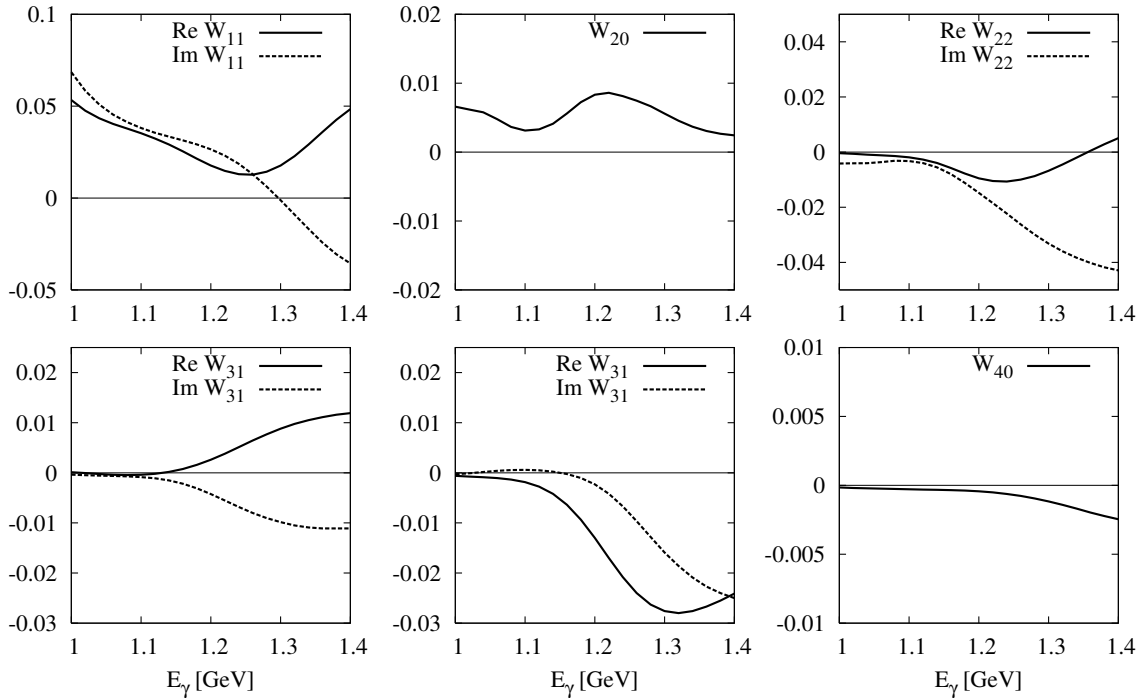 0.1
Re W11
Im W11
0.05
0
-0.05
1 1.1 1.2 1.3 1.4
0.02
W20
0.01
0
-0.01
-0.02
1 1.1 1.2 1.3 1.4
0.04
Re W22
Im W22
0.02
0
-0.02
-0.04
1 1.1 1.2 1.3 1.4
0.02
Re W31
Im W31
0.01
0
-0.01
-0.02
-0.03
1 1.1 1.2 1.3 1.4
Eγ [GeV]
0.02
Re W31
Im W31
0.01
0
-0.01
-0.02
-0.03
1 1.1 1.2 1.3 1.4
Eγ [GeV]
0.01
W40
0.005
0
-0.005
-0.01
1 1.1 1.2 1.3 1.4
Eγ [GeV]